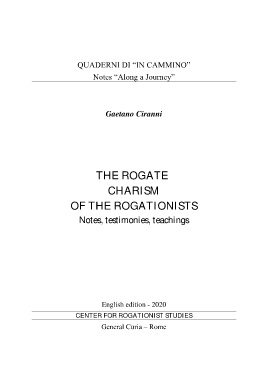 QUADERNI DI “IN CAMMINO”
Notes “Along a Journey”
Gaetano Ciranni
THE ROGATE
CHARISM
OF THE ROGATIONISTS
Notes, testimonies, teachings
English edition - 2020
CENTER FOR ROGATIONIST STUDIES
General Curia – Rome